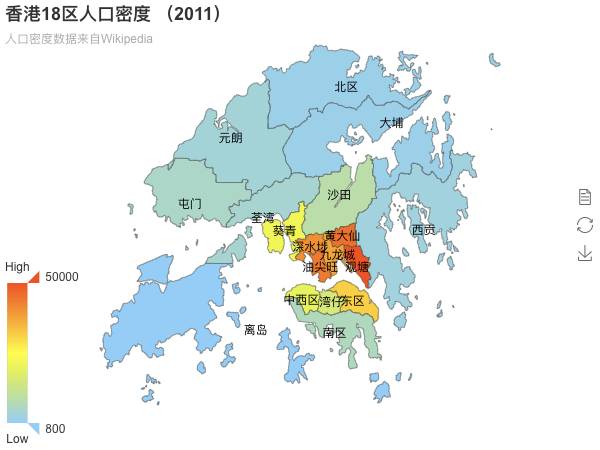 香港18区人口密度 （2011）
人口密度数据来自Wikipedia
北区
大埔
元朗
沙田
屯门
荃湾
西贡
葵青
黄大仙
深水埗
九龙城
油尖旺
观塘
High
50000
中西区
湾仔
东区
离岛
南区
800
Low